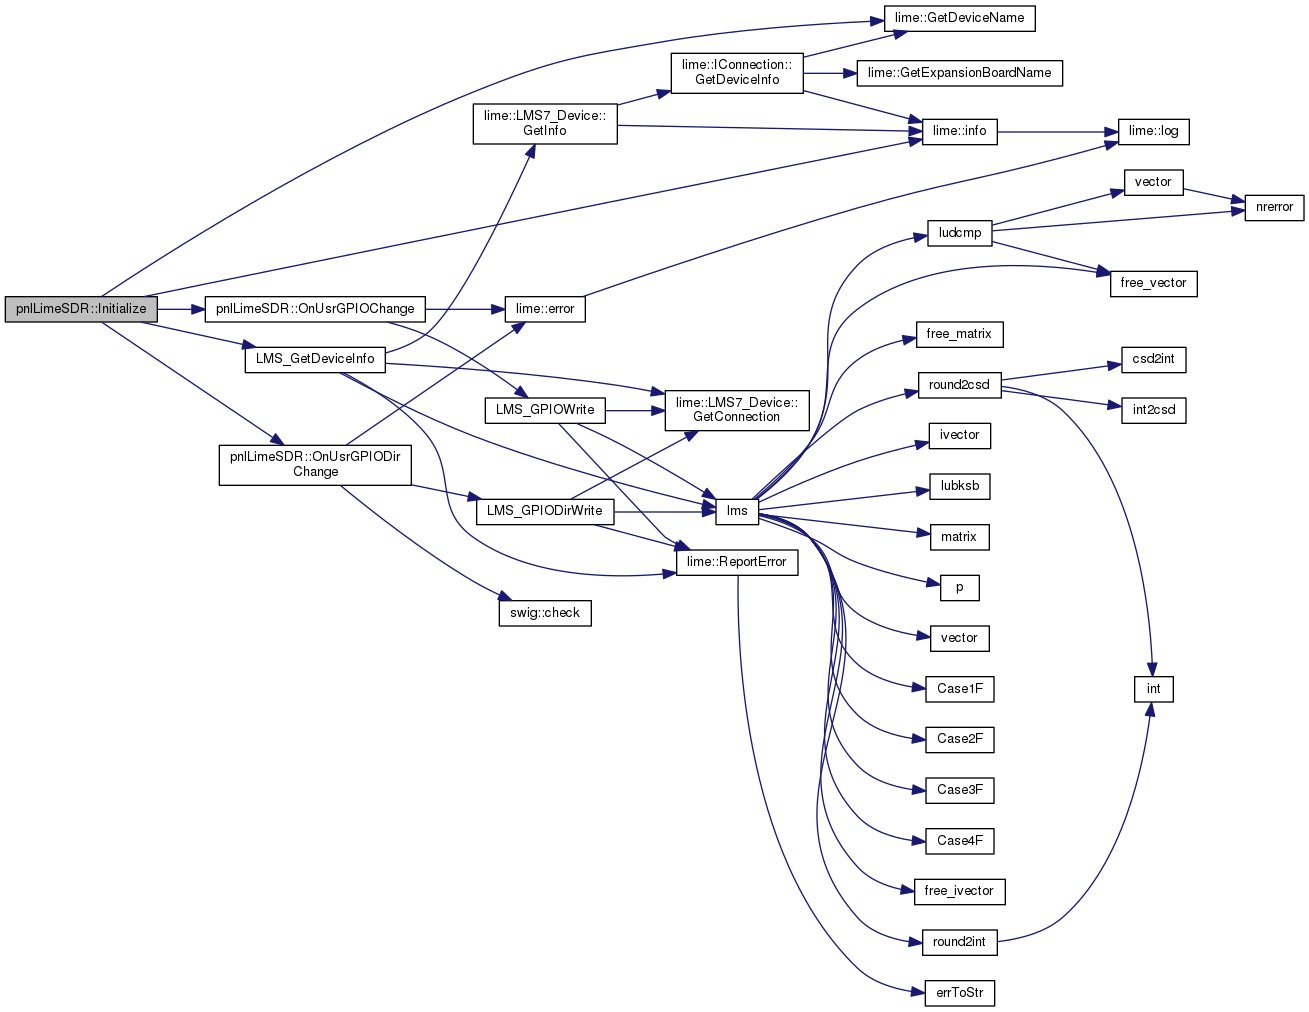 pnlLimeSDR::Initialize
pnlLimeSDR::OnUsrGPIOChange
LMS_GetDeviceInfo
pnlLimeSDR::OnUsrGPIODir
Change
lime::LMS7_Device::
GetInfo
lime::error
LMS_GPIOWrite
LMS_GPIODirWrite
swig::check
lime::IConnection::
GetDeviceInfo
lime::LMS7_Device::
GetConnection
lms
lime::ReportError
lime::GetDeviceName
lime::GetExpansionBoardName
lime::info
ludcmp
free_matrix
round2csd
ivector
lubksb
matrix
p
vector
Case1F
Case2F
Case3F
Case4F
free_ivector
round2int
errToStr
lime::log
vector
nrerror
free_vector
csd2int
int2csd
int